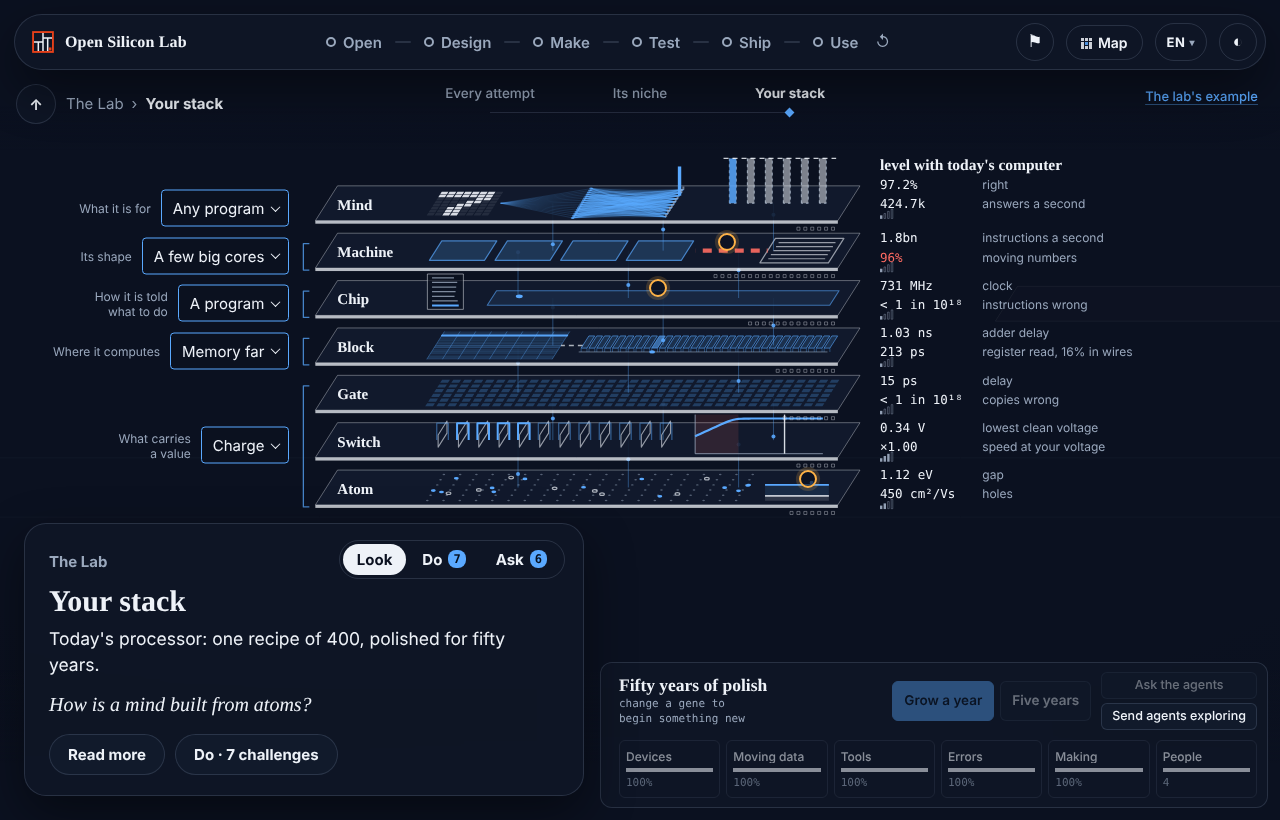 Open Silicon Lab
Open
Design
Make
Test
Ship
Use
Map
EN
The Lab › Your stack
Every attempt
Its niche
Your stack
The lab's example
What it is for
Any program
Its shape
A few big cores
How it is told
what to do
A program
Where it computes
Memory far
What carries
a value
Charge
Mind
Machine
Chip
Block
Gate
Switch
Atom
level with today's computer
97.2% right
424.7k answers a second
1.8bn instructions a second
96% moving numbers
731 MHz clock
< 1 in 10¹⁸ instructions wrong
1.03 ns adder delay
213 ps register read, 16% in wires
15 ps delay
< 1 in 10¹⁸ copies wrong
0.34 V lowest clean voltage
×1.00 speed at your voltage
1.12 eV gap
450 cm²/Vs holes
The Lab
Look
Do 7
Ask 6
Your stack
Today's processor: one recipe of 400, polished for fifty
years.
How is a mind built from atoms?
Read more
Do · 7 challenges
Fifty years of polish
change a gene to
begin something new
Grow a year
Five years
Ask the agents
Send agents exploring
Devices
100%
Moving data
100%
Tools
100%
Errors
100%
Making
100%
People
4